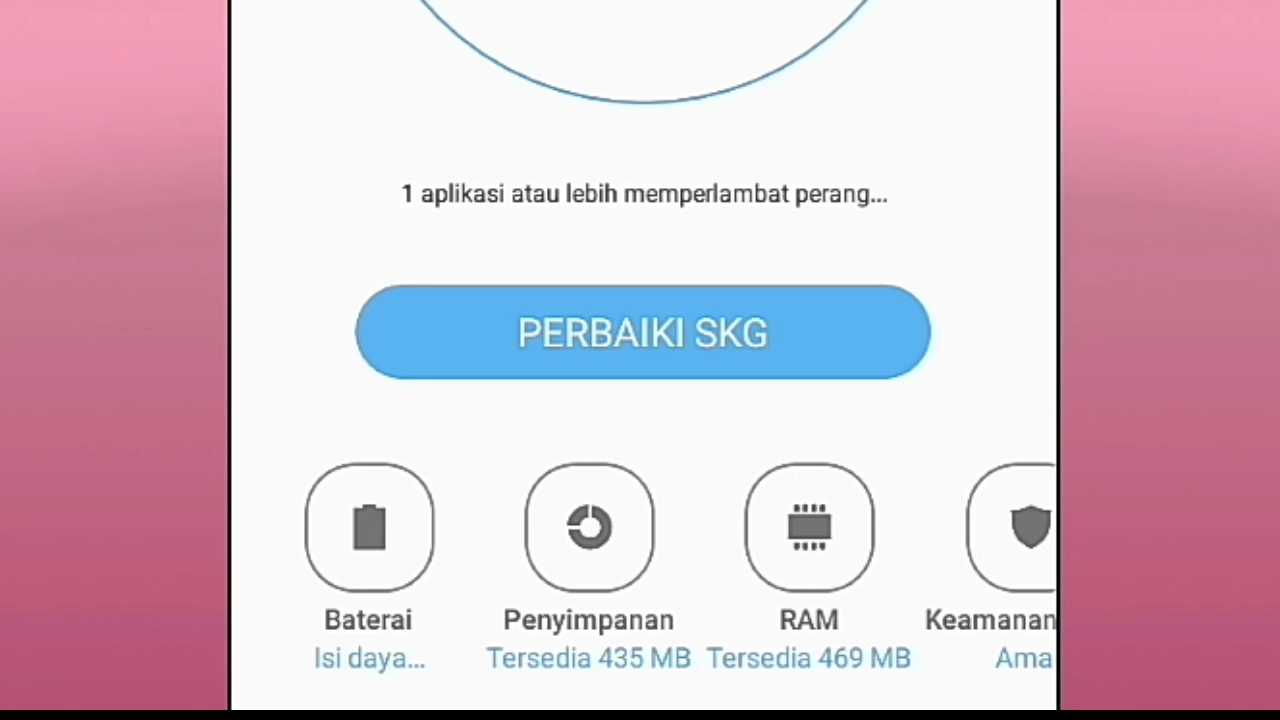 1 aplikasi atau lebih memperlambat perang...
PERBAIKI SKG
Baterai
Isi daya...
Penyimpanan
Tersedia 435 MB
RAM
Tersedia 469 MB
Keamanan
Ama